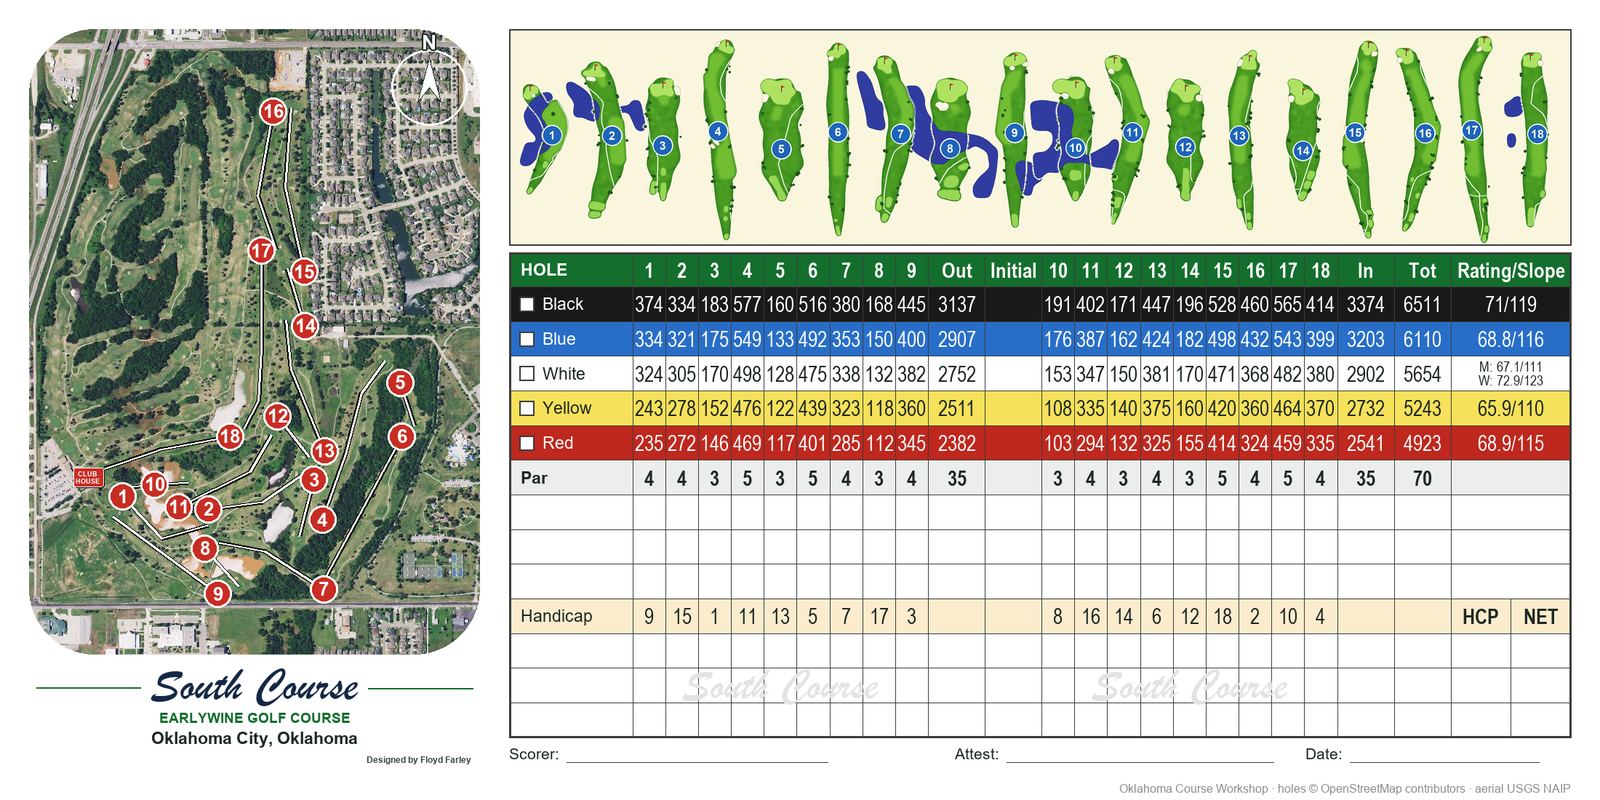 N
16
17
15
14
5
12
6
18
13
CLUB
HOUSE
10
3
1
11
2
4
8
7
9
South Course
EARLYWINE GOLF COURSE
Oklahoma City, Oklahoma
Designed by Floyd Farley
1 2 3 4 5 6 7 8 9 10 11 12 13 14 15 16 17 18
HOLE 1 2 3 4 5 6 7 8 9 Out Initial 10 11 12 13 14 15 16 17 18 In Tot Rating/Slope
Black 374 334 183 577 160 516 380 168 445 3137 191 402 171 447 196 528 460 565 414 3374 6511 71/119
Blue 334 321 175 549 133 492 353 150 400 2907 176 387 162 424 182 498 432 543 399 3203 6110 68.8/116
White 324 305 170 498 128 475 338 132 382 2752 153 347 150 381 170 471 368 482 380 2902 5654 M: 67.1/111
W: 72.9/123
Yellow 243 278 152 476 122 439 323 118 360 2511 108 335 140 375 160 420 360 464 370 2732 5243 65.9/110
Red 235 272 146 469 117 401 285 112 345 2382 103 294 132 325 155 414 324 459 335 2541 4923 68.9/115
Par 4 4 3 5 3 5 4 3 4 35 3 4 3 4 3 5 4 5 4 35 70
Handicap 9 15 1 11 13 5 7 17 3 8 16 14 6 12 18 2 10 4 HCP NET
South Course South Course
Scorer: Attest: Date:
Oklahoma Course Workshop · holes © OpenStreetMap contributors · aerial USGS NAIP